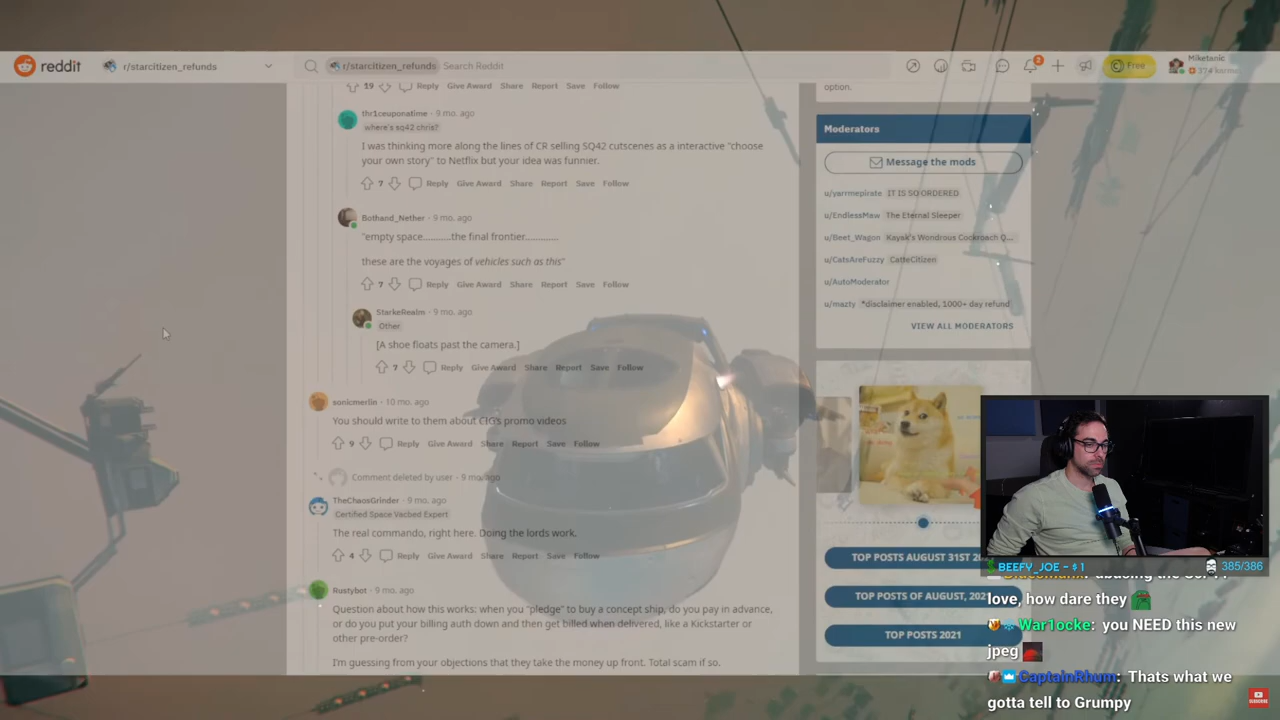 reddit
r/starcitizen_refunds
r/starcitizen_refunds Search Reddit
2
Free
Miketanic
19 Reply Give Award Share Report Save Follow
thr1ceuponatime · 9 mo. ago
where's sq42 chris?
I was thinking more along the lines of CR selling SQ42 cutscenes as a interactive "choose
your own story" to Netflix but your idea was funnier.
7 Reply Give Award Share Report Save Follow
Bothand_Nether · 9 mo. ago
"empty space...........the final frontier............
these are the voyages of vehicles such as this"
7 Reply Give Award Share Report Save Follow
StarkeRealm · 9 mo. ago
Other
[A shoe floats past the camera.]
7 Reply Give Award Share Report Save Follow
sonicmerlin · 10 mo. ago
You should write to them about CIG's promo videos
9 Reply Give Award Share Report Save Follow
Comment deleted by user · 9 mo. ago
TheChaosGrinder · 9 mo. ago
Certified Space Vached Expert
The real commando, right here. Doing the lords work.
4 Reply Give Award Share Report Save Follow
Rustybot · 9 mo. ago
Question about how this works: when you "pledge" to buy a concept ship, do you pay in advance,
or do you put your billing auth down and then get billed when delivered, like a Kickstarter or
other pre-order?
I'm guessing from your objections that they take the money up front. Total scam if so.
option.
Moderators
Message the mods
u/yarrmepirate IT IS SO ORDERED
u/EndlessMaw The Eternal Sleeper
u/Beet_Wagon Kayak's Wondrous Cockroach Q...
u/CatsAreFuzzy CatteCitizen
u/AutoModerator
u/mazty *disclaimer enabled, 1000+ day refund
VIEW ALL MODERATORS
TOP POSTS AUGUST 31ST
TOP POSTS OF AUGUST,
TOP POSTS 2021
BEEFY_JOE - $1
385/386
love, how dare they
War1ocke: you NEED this new
jpeg
CaptainRhum: Thats what we
gotta tell to Grumpy
SUBSCRIBE